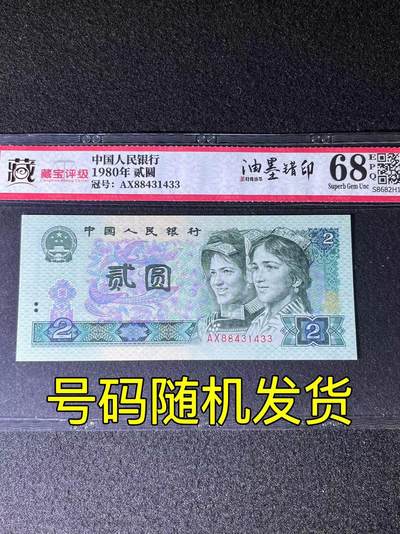 藏 藏宝评级
中国人民银行
1980年 贰圆
冠号: AX88431433
油墨错印
68
EPQ
Superb Gem Unc
S8682H1
中国人民银行
贰圆
2
2
2
AX88431433
号码随机发货